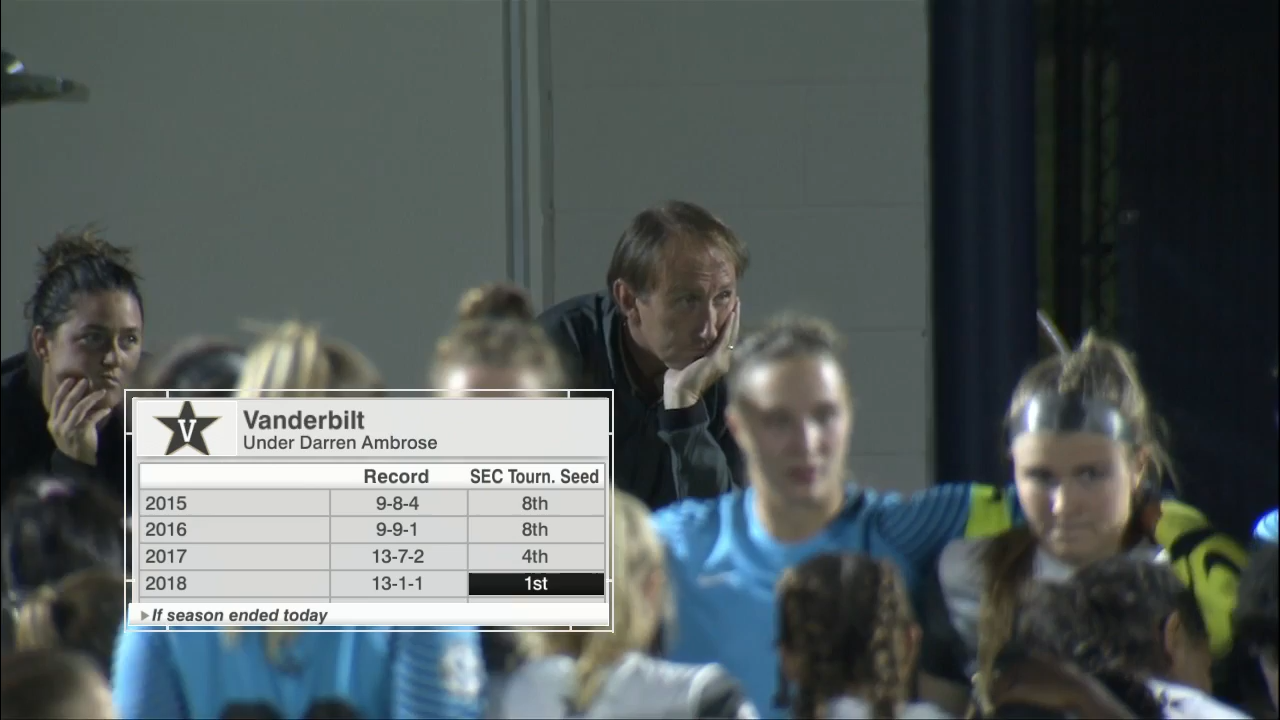 V
Vanderbilt
Under Darren Ambrose
Record SEC Tourn. Seed
2015 9-8-4 8th
2016 9-9-1 8th
2017 13-7-2 4th
2018 13-1-1 1st
If season ended today